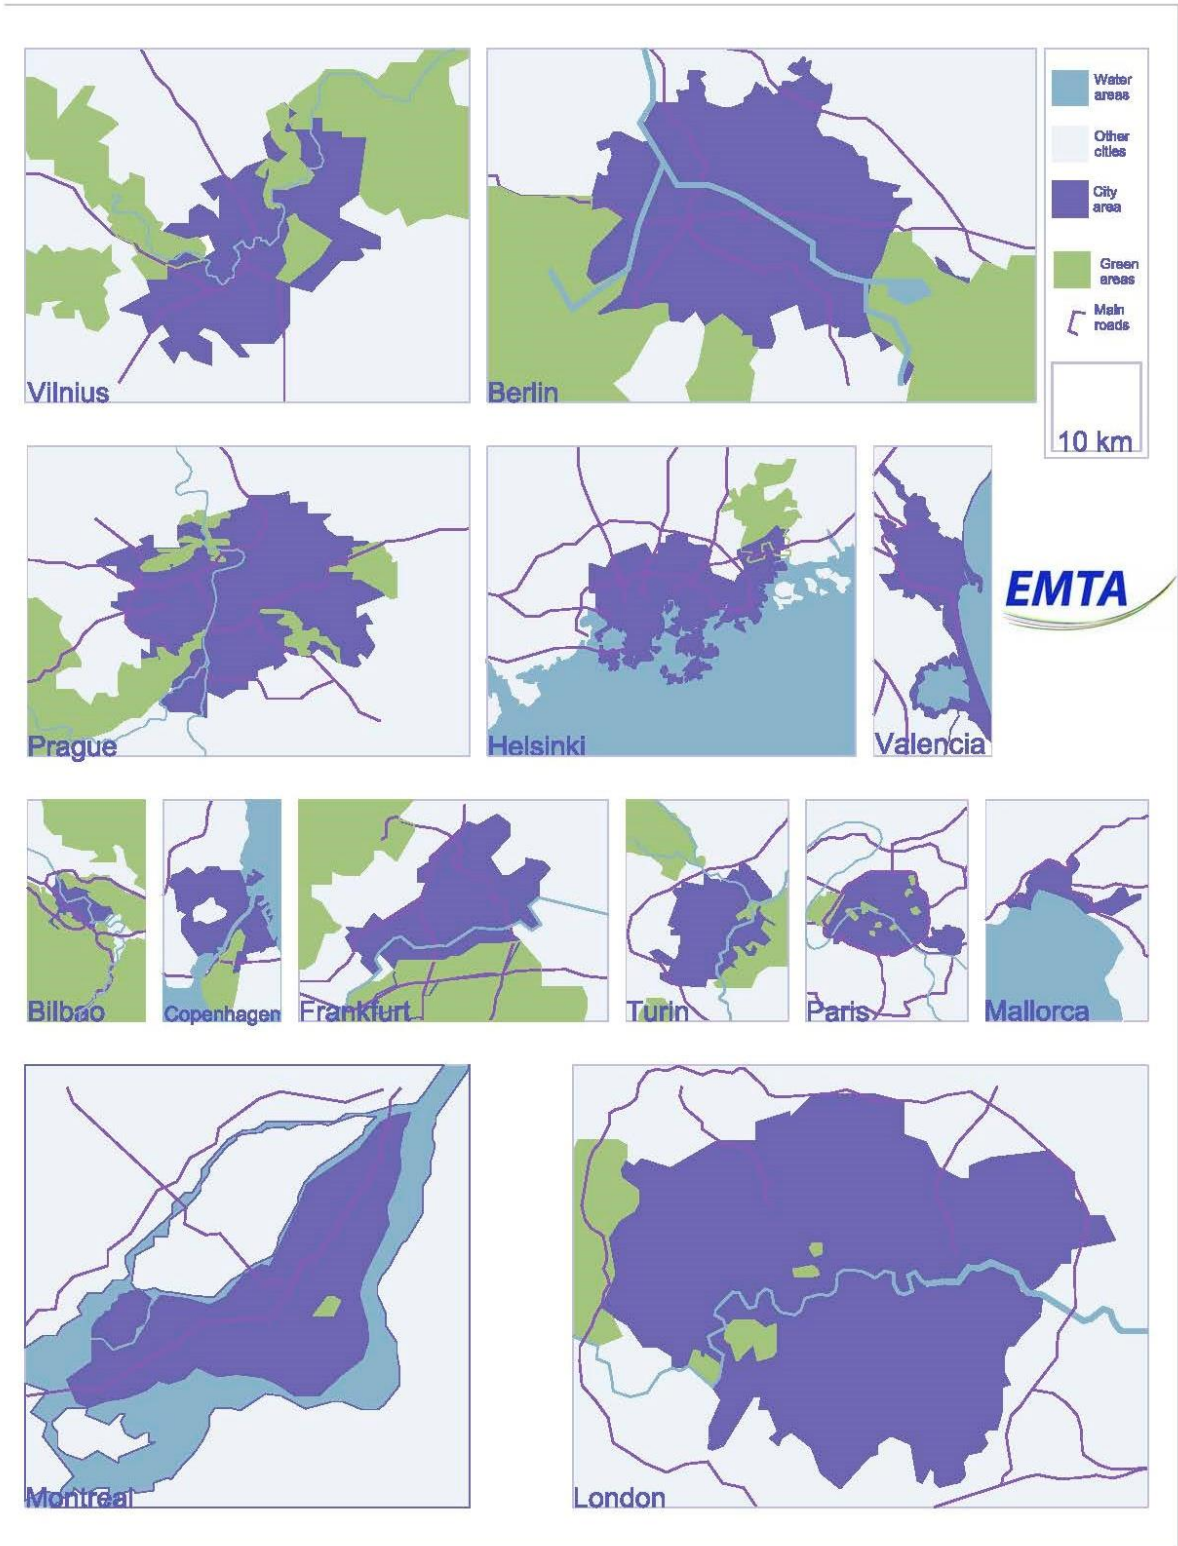 Water
areas
Other
cities
City
area
Green
areas
Main
roads
10 km
Vilnius
Berlin
Prague
Helsinki
Valencia
EMTA
Bilbao
Copenhagen
Frankfurt
Turin
Paris
Mallorca
Montreal
London